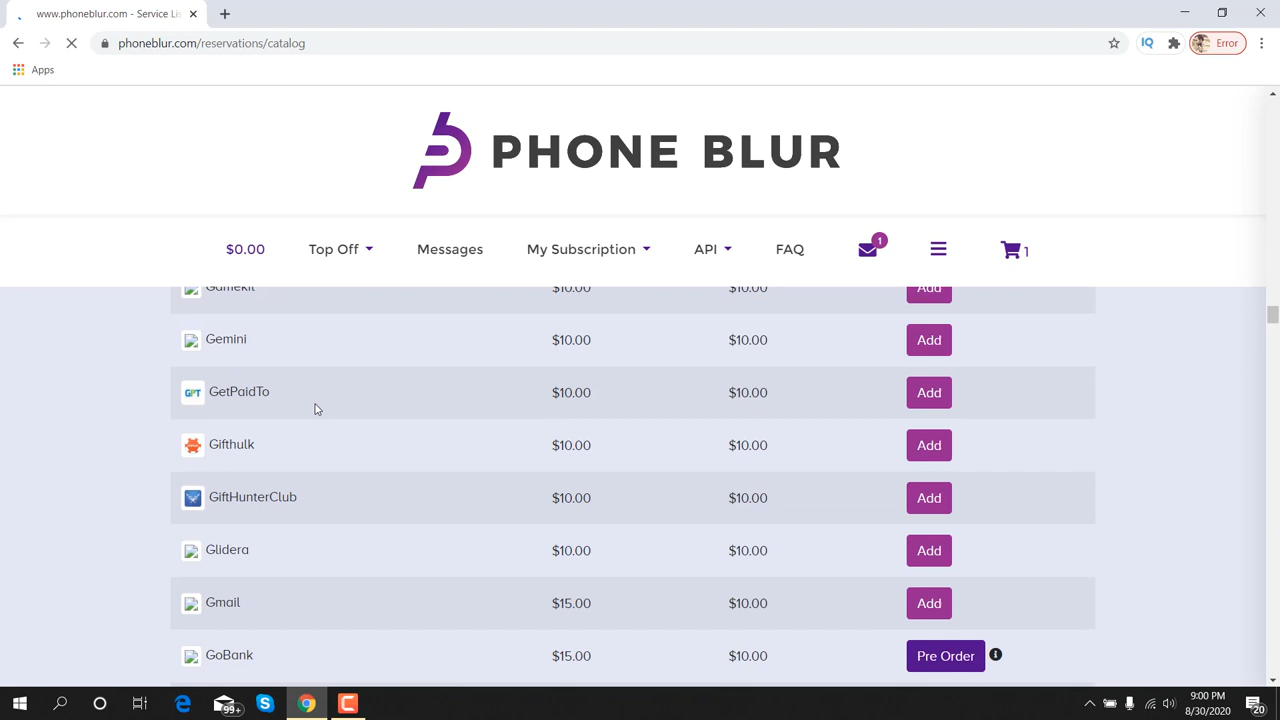 www.phoneblur.com - Service Lis
phoneblur.com/reservations/catalog
IQ
Error
Apps
PHONE BLUR
$0.00 Top Off Messages My Subscription API FAQ 1 1
Gamekit $10.00 $10.00 Add
Gemini $10.00 $10.00 Add
GPT GetPaidTo $10.00 $10.00 Add
Gifthulk $10.00 $10.00 Add
GiftHunterClub $10.00 $10.00 Add
Glidera $10.00 $10.00 Add
Gmail $15.00 $10.00 Add
GoBank $15.00 $10.00 Pre Order
99+
9:00 PM
8/30/2020
20